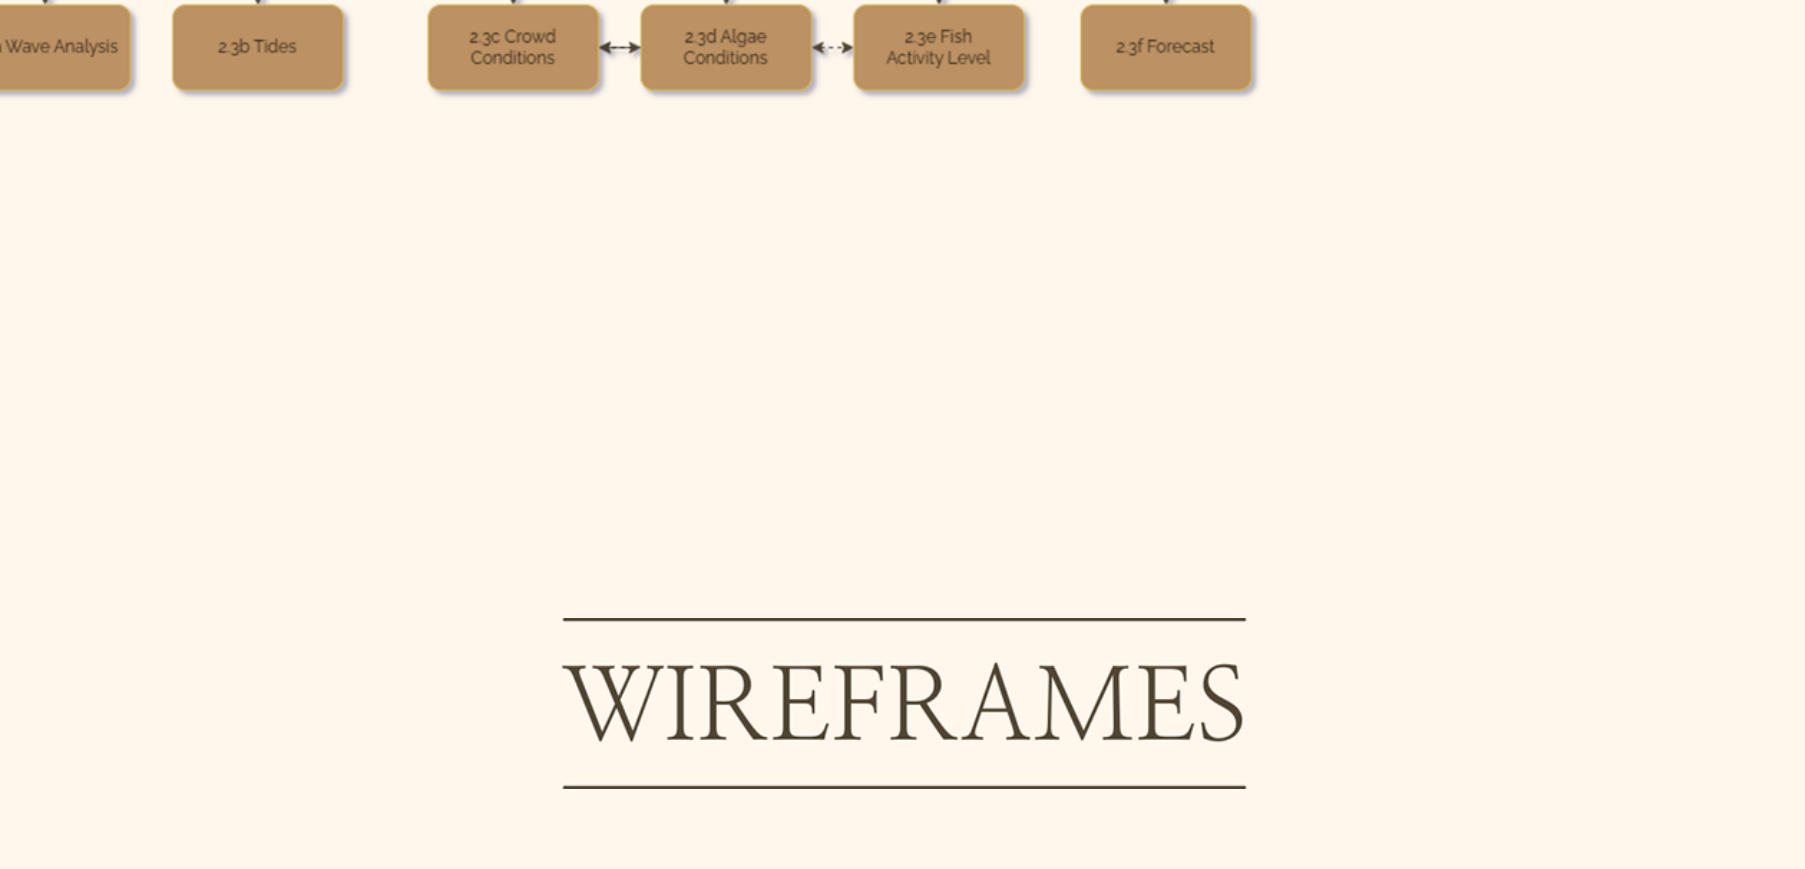 Wave Analysis
2.3b Tides
2.3c Crowd
Conditions
2.3d Algae
Conditions
2.3e Fish
Activity Level
2.3f Forecast
WIREFRAMES